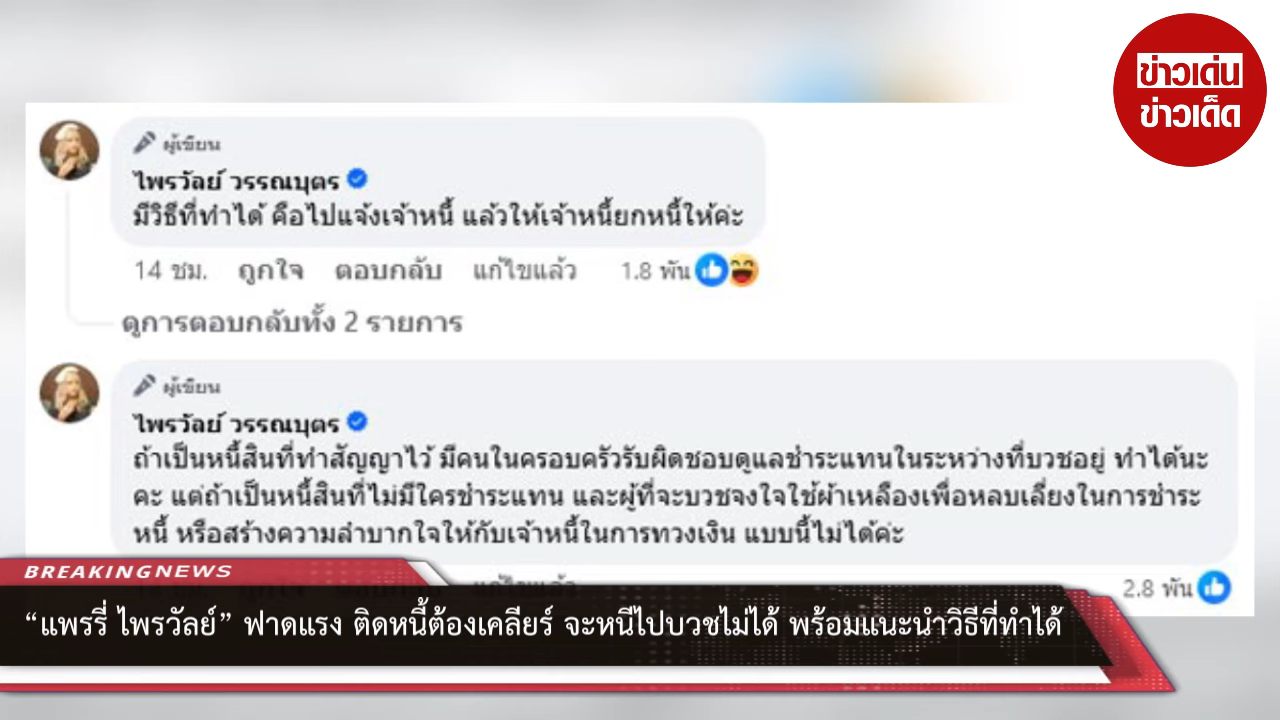 ข่าวเด่น
ข่าวเด็ด
ผู้เขียน
ไพรวัลย์ วรรณบุตร
มีวิธีที่ทำได้ คือไปแจ้งเจ้าหนี้ แล้วให้เจ้าหนี้ยกหนี้ให้ค่ะ
14 ชม. ถูกใจ ตอบกลับ แก้ไขแล้ว 1.8 พัน
ดูการตอบกลับทั้ง 2 รายการ
ผู้เขียน
ไพรวัลย์ วรรณบุตร
ถ้าเป็นหนี้สินที่ทำสัญญาไว้ มีคนในครอบครัวรับผิดชอบดูแลชำระแทนในระหว่างที่บวชอยู่ ทำได้นะ
คะ แต่ถ้าเป็นหนี้สินที่ไม่มีใครชำระแทน และผู้ที่จะบวชจงใจใช้ผ้าเหลืองเพื่อหลบเลี่ยงในการชำระ
หนี้ หรือสร้างความลำบากใจให้กับเจ้าหนี้ในการทวงเงิน แบบนี้ไม่ได้ค่ะ
2.8 พัน
BREAKINGNEWS
“แพรรี่ ไพรวัลย์” ฟาดแรง ติดหนี้ต้องเคลียร์ จะหนีไปบวชไม่ได้ พร้อมแนะนำวิธีที่ทำได้